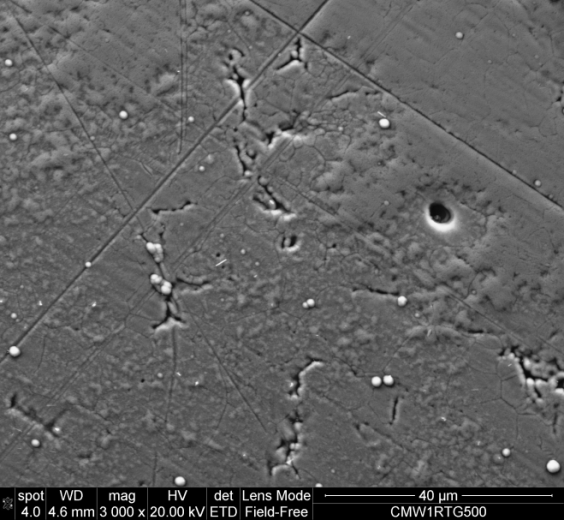 spot WD mag HV det Lens Mode 40 µm
4.0 4.6 mm 3 000 x 20.00 kV ETD Field-Free CMW1RTG500